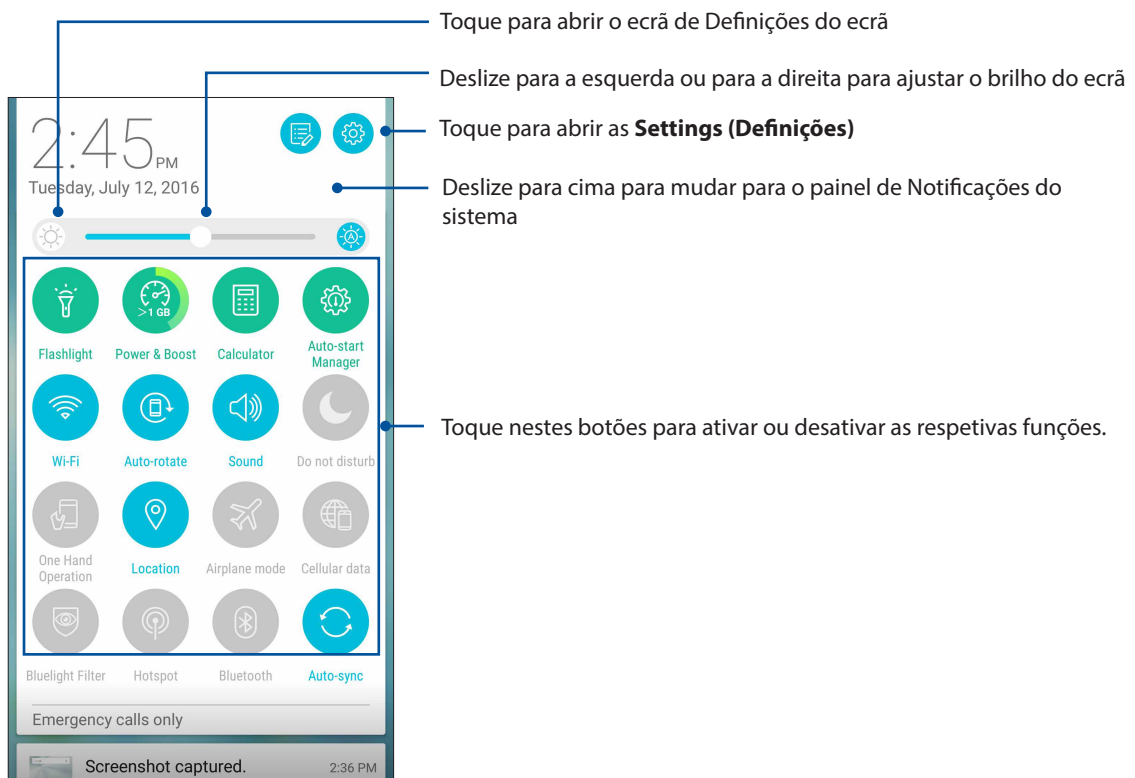 Toque para abrir o ecrã de Definições do ecrã
Deslize para a esquerda ou para a direita para ajustar o brilho do ecrã
Toque para abrir as Settings (Definições)
Deslize para cima para mudar para o painel de Notificações do
sistema
2:45 PM
Tuesday, July 12, 2016
A
>1 GB
Flashlight Power & Boost Calculator Auto-start
Manager
Wi-Fi Auto-rotate Sound Do not disturb
Toque nestes botões para ativar ou desativar as respetivas funções.
One Hand
Operation Location Airplane mode Cellular data
Bluelight Filter Hotspot Bluetooth Auto-sync
Emergency calls only
Screenshot captured. 2:36 PM